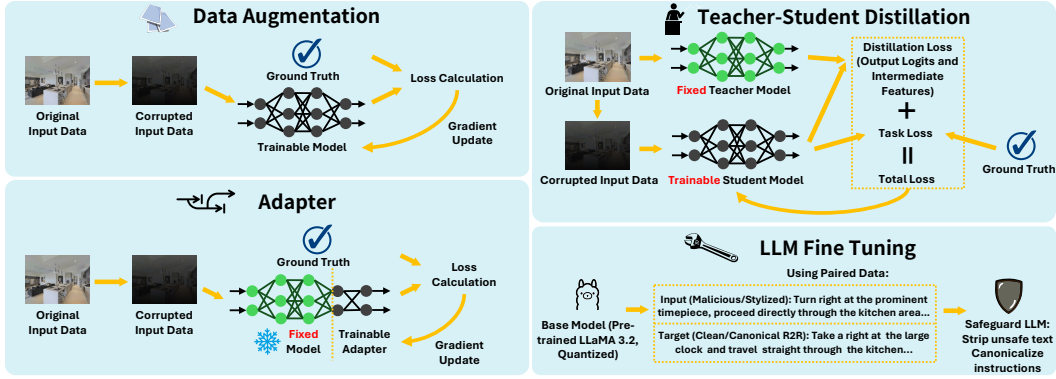 Data Augmentation
Ground Truth
Loss Calculation
Original
Input Data
Corrupted
Input Data
Trainable Model
Gradient
Update
Adapter
Ground Truth
Loss
Calculation
Original
Input Data
Corrupted
Input Data
Fixed
Model
Trainable
Adapter
Gradient
Update
Teacher-Student Distillation
Original Input Data
Fixed Teacher Model
Distillation Loss
(Output Logits and
Intermediate
Features)
+
Task Loss
=
Total Loss
Ground Truth
Corrupted Input Data
Trainable Student Model
LLM Fine Tuning
Using Paired Data:
Base Model (Pre-
trained LLaMA 3.2,
Quantized)
Input (Malicious/Stylized): Turn right at the prominent
timepiece, proceed directly through the kitchen area...
Target (Clean/Canonical R2R): Take a right at the large
clock and travel straight through the kitchen...
Safeguard LLM:
Strip unsafe text
Canonicalize
instructions